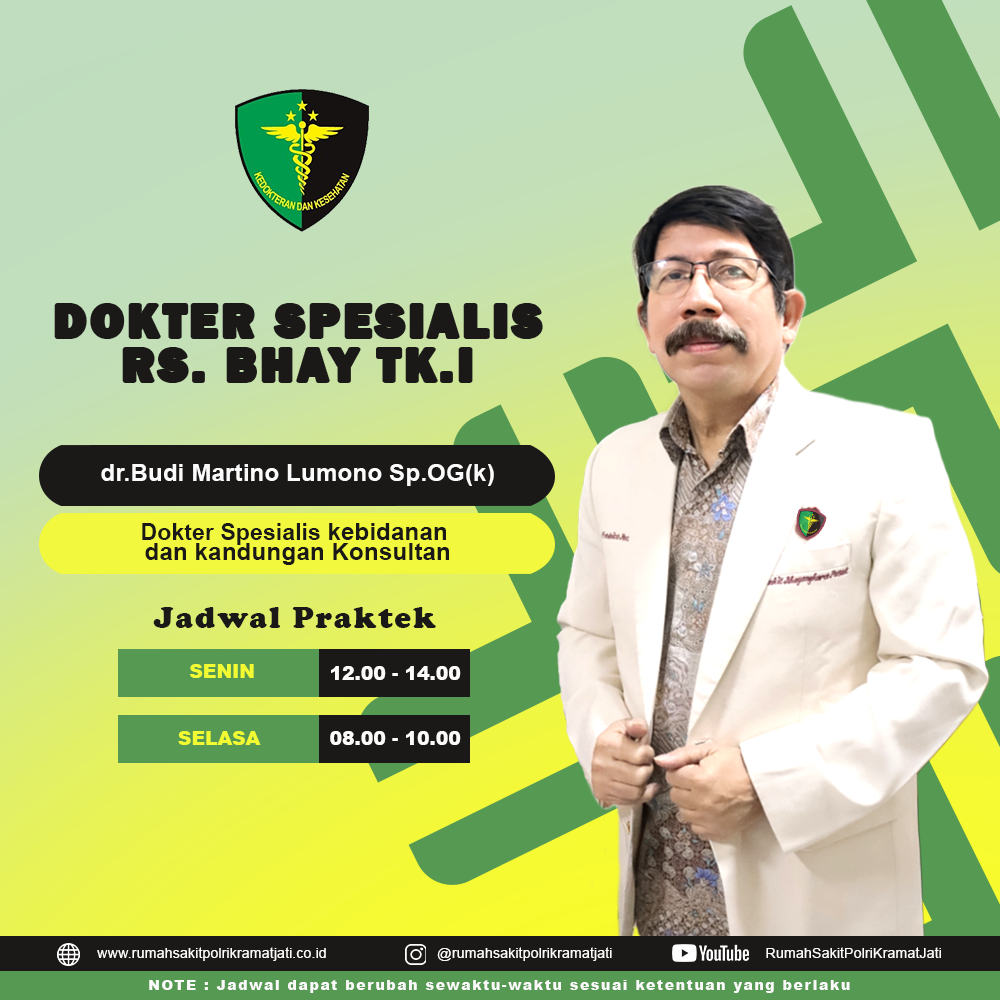 KEDOKTERAN DAN KESEHATAN
DOKTER SPESIALIS
RS. BHAY TK.I
dr.Budi Martino Lumono Sp.OG(k)
Dokter Spesialis kebidanan
dan kandungan Konsultan
Jadwal Praktek
SENIN 12.00 - 14.00
SELASA 08.00 - 10.00
www.rumahsakitpolrikramatjati.co.id @rumahsakitpolrikramatjati YouTube RumahSakitPolriKramatJati
NOTE : Jadwal dapat berubah sewaktu-waktu sesuai ketentuan yang berlaku